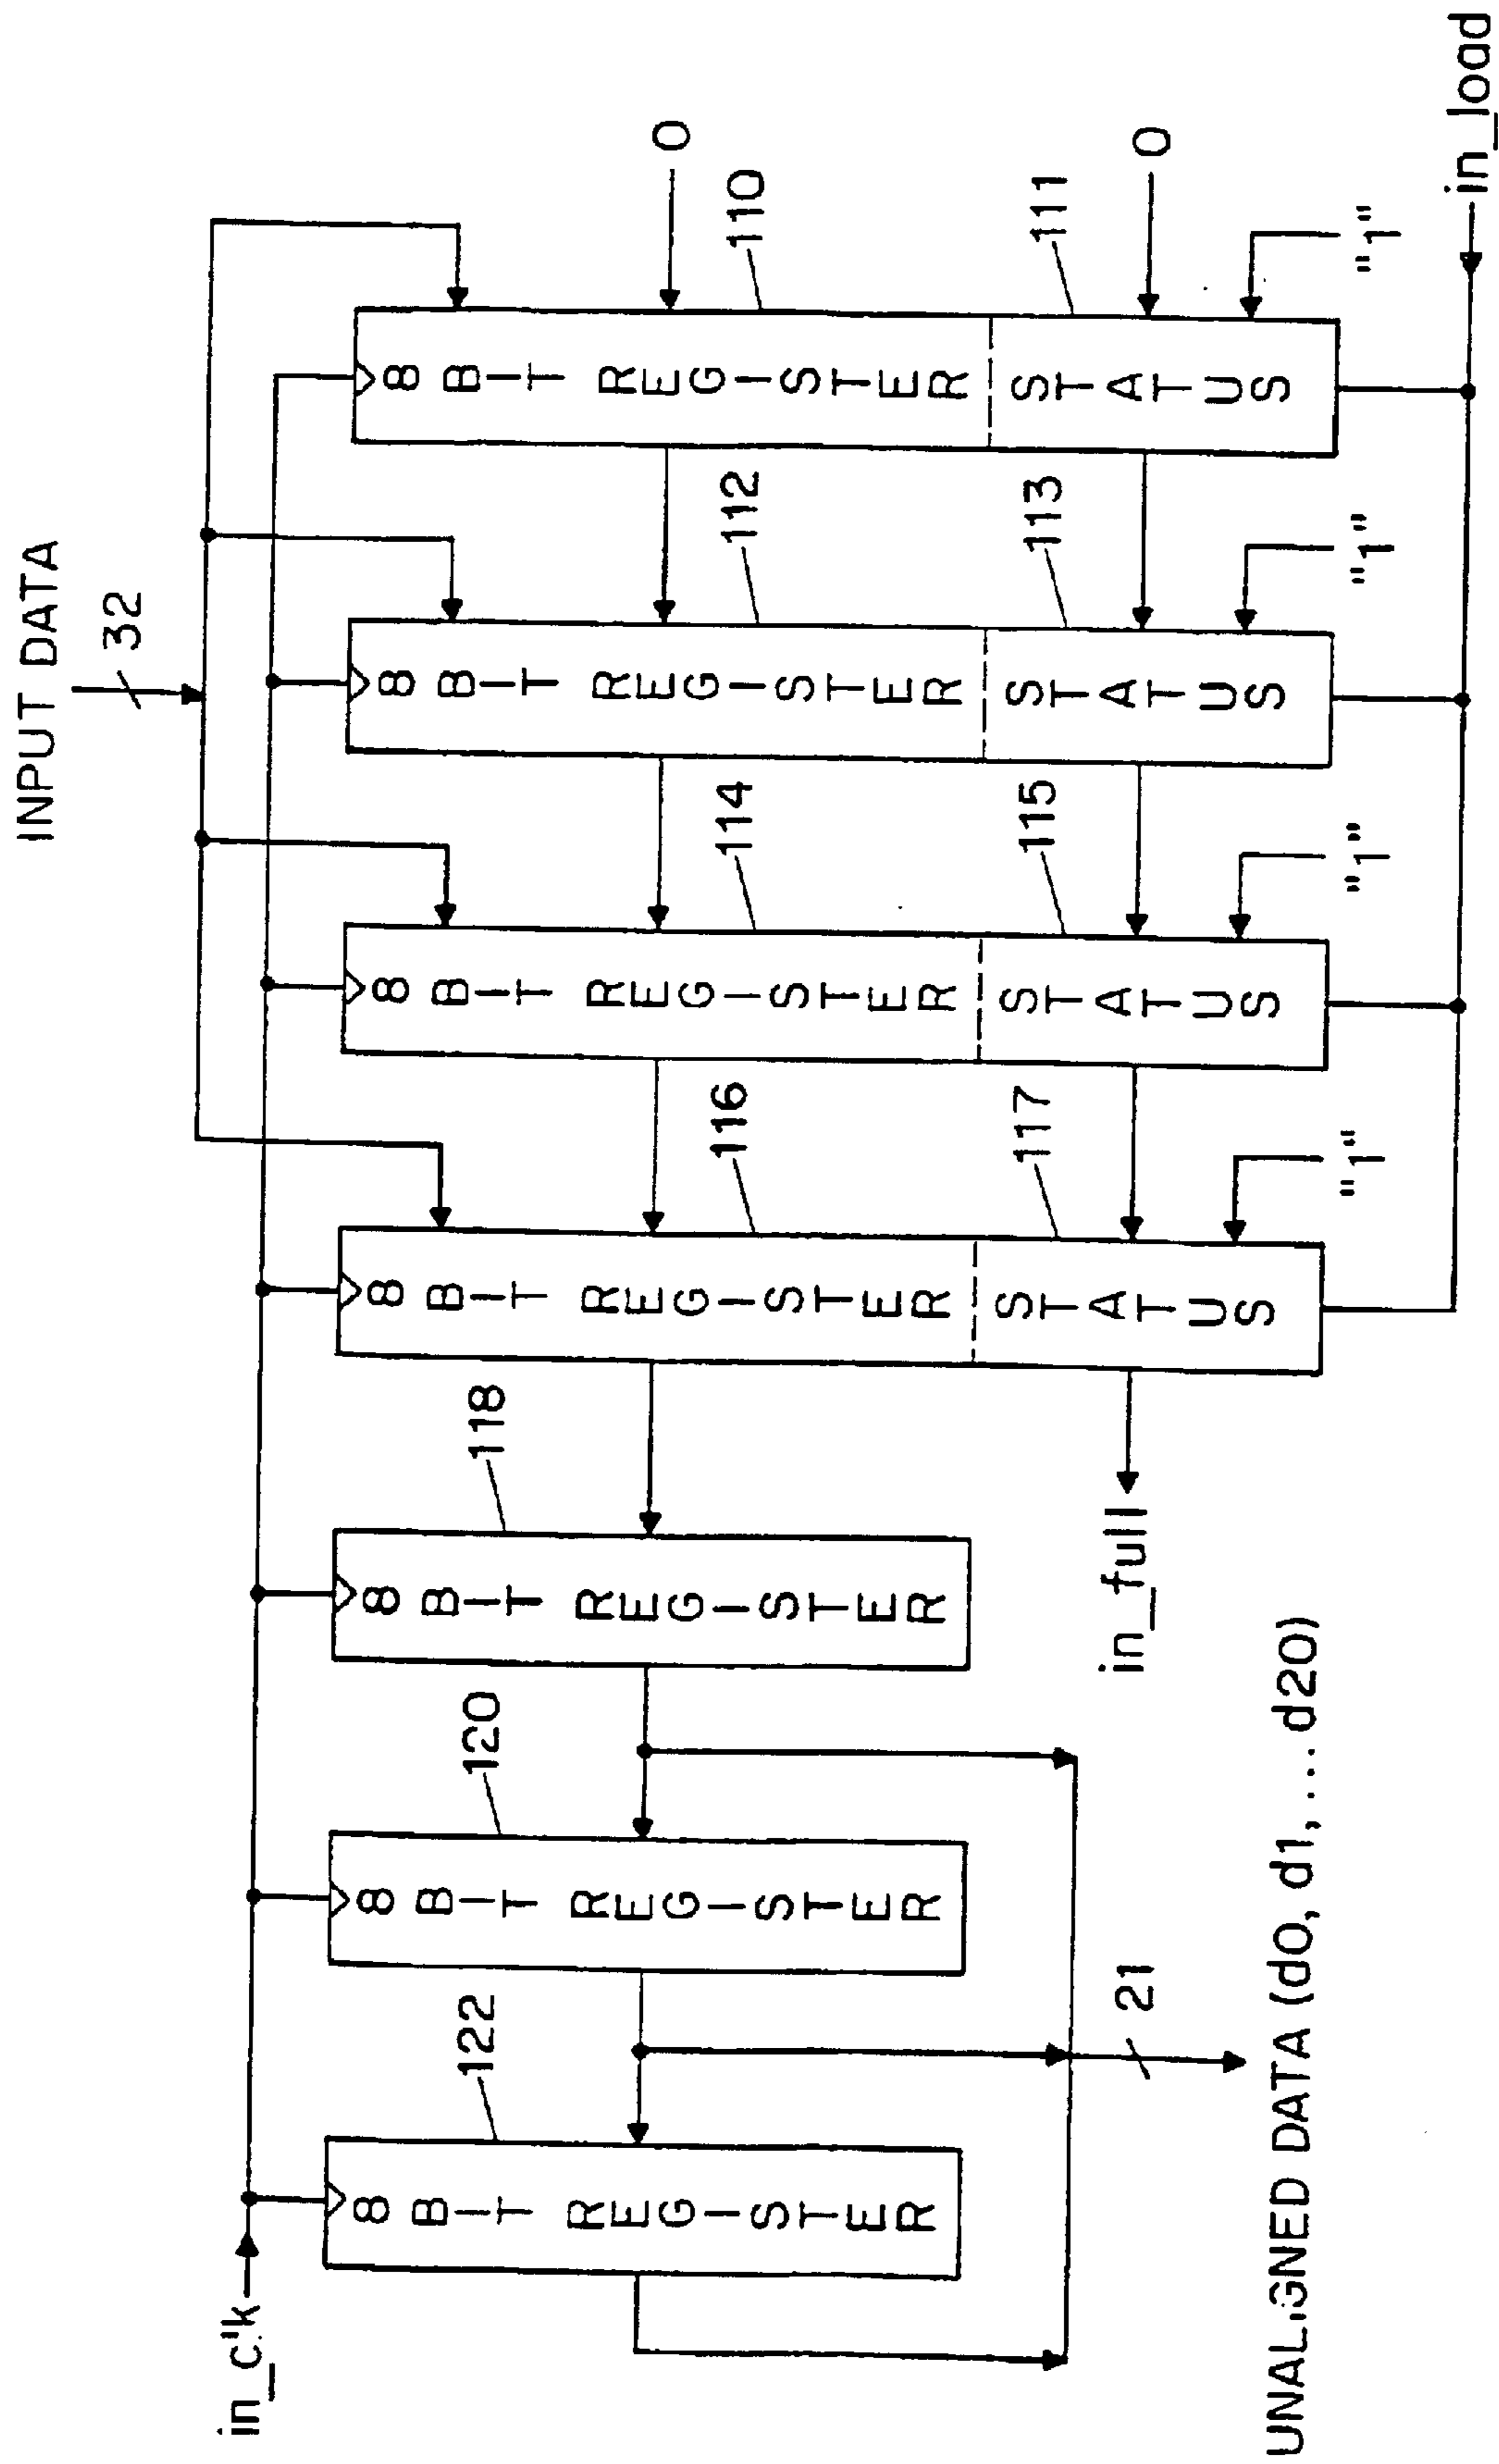 INPUT DATA
32
in_clk
122
120
118
116
114
112
110
0
8 BIT REGISTER
8 BIT REGISTER
8 BIT REGISTER
8 BIT REGISTER STATUS
8 BIT REGISTER STATUS
8 BIT REGISTER STATUS
8 BIT REGISTER STATUS
117
115
113
111
0
21
in_full
"1"
"1"
"1"
"1"
UNALIGNED DATA (d0, d1, ... d20)
in_load